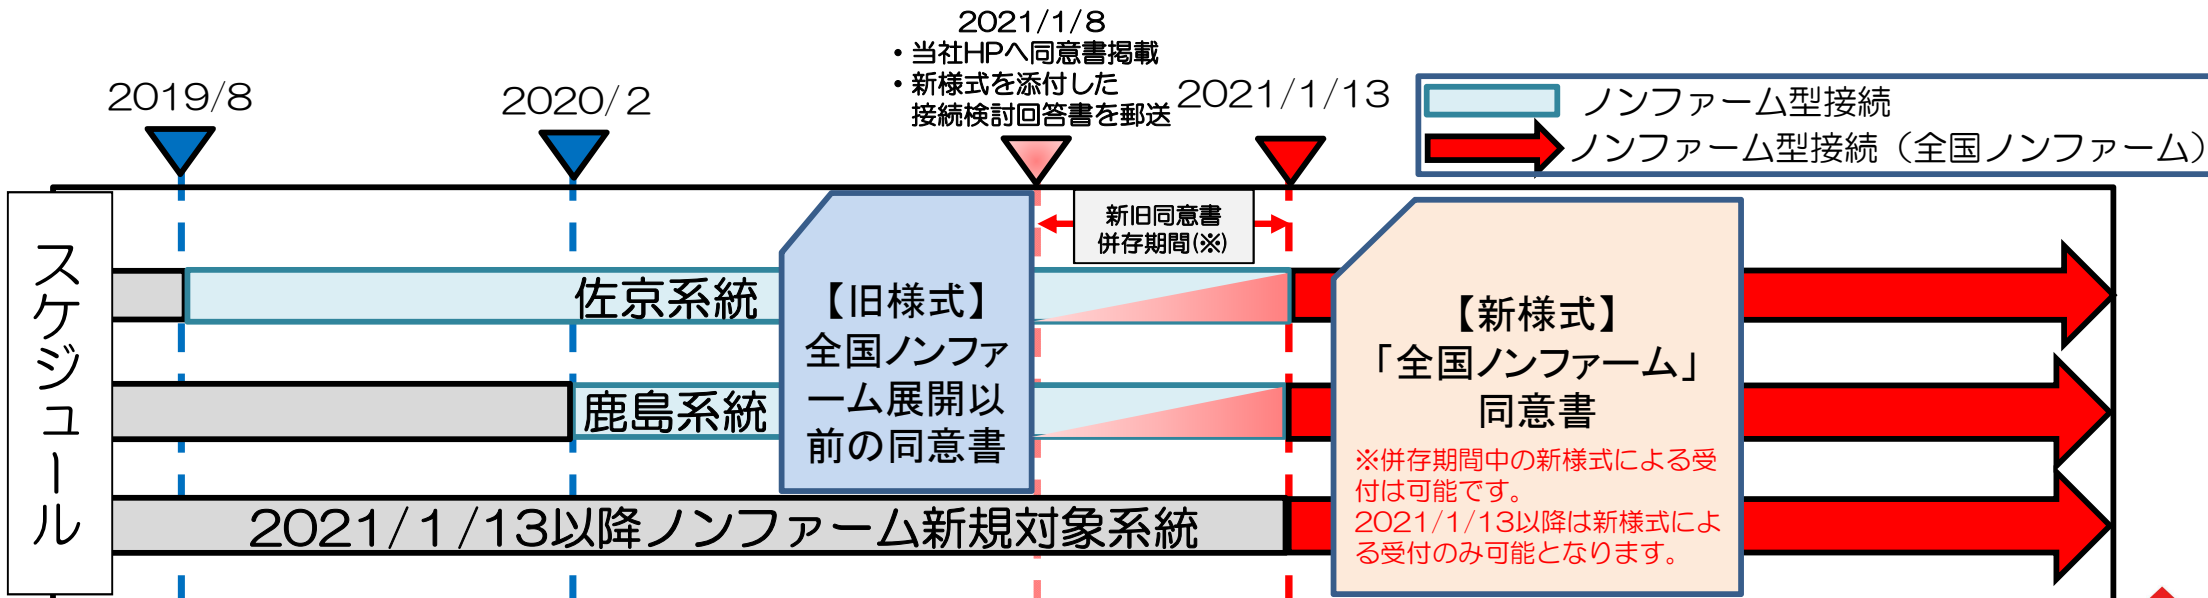 2021/1/8
・当社HPへ同意書掲載
・新様式を添付した
接続検討回答書を郵送
2019/8
2020/2
2021/1/13
ノンファーム型接続
ノンファーム型接続（全国ノンファーム）
スケジュール
新旧同意書
併存期間(※)
佐京系統
鹿島系統
2021/1/13以降ノンファーム新規対象系統
【旧様式】
全国ノンファ
ーム展開以
前の同意書
【新様式】
「全国ノンファーム」
同意書
※併存期間中の新様式による受
付は可能です。
2021/1/13以降は新様式によ
る受付のみ可能となります。